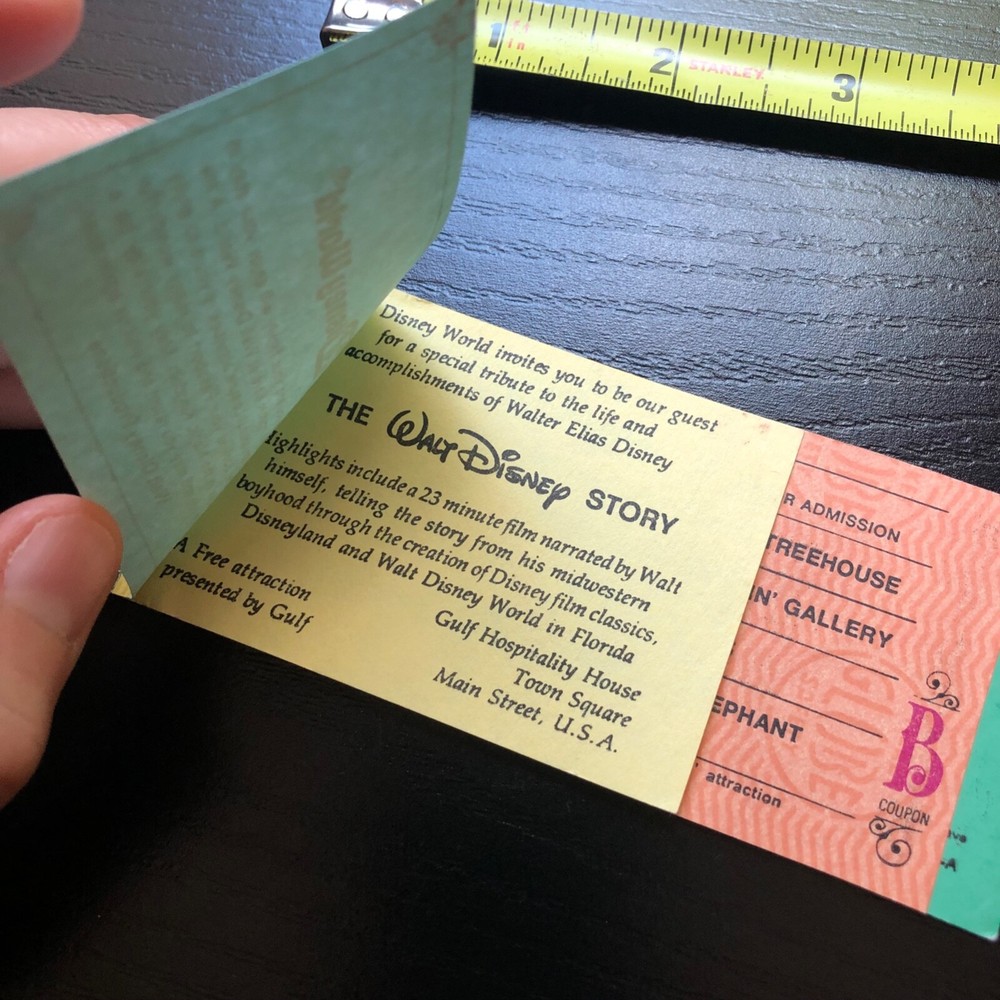 1 ft
in
2
STANLEY
3
Disney World invites you to be our guest
for a special tribute to the life and
accomplishments of Walter Elias Disney
THE WALT DISNEY STORY
Highlights include a 23 minute film narrated by Walt
himself, telling the story from his midwestern
boyhood through the creation of Disney film classics,
Disneyland and Walt Disney World in Florida
A Free attraction
presented by Gulf
Gulf Hospitality House
Town Square
Main Street, U.S.A.
R ADMISSION
TREEHOUSE
IN' GALLERY
EPHANT
attraction
B
COUPON
GLOBE
-A